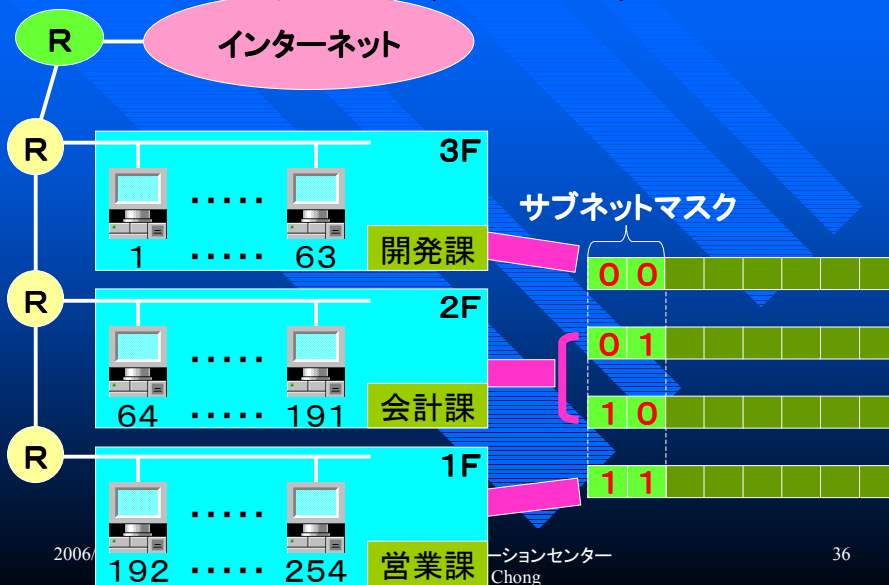 R
インターネット
R
3F
.....
1 ..... 63
開発課
サブネットマスク
0 0
R
2F
.....
64 ..... 191
会計課
0 1
1 0
R
1F
.....
192 ..... 254
営業課
1 1
2006/
ーションセンター
Chong
36